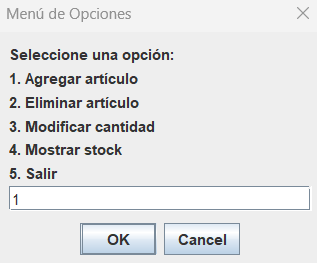 Menú de Opciones
Seleccione una opción:
1. Agregar artículo
2. Eliminar artículo
3. Modificar cantidad
4. Mostrar stock
5. Salir
1
OK Cancel